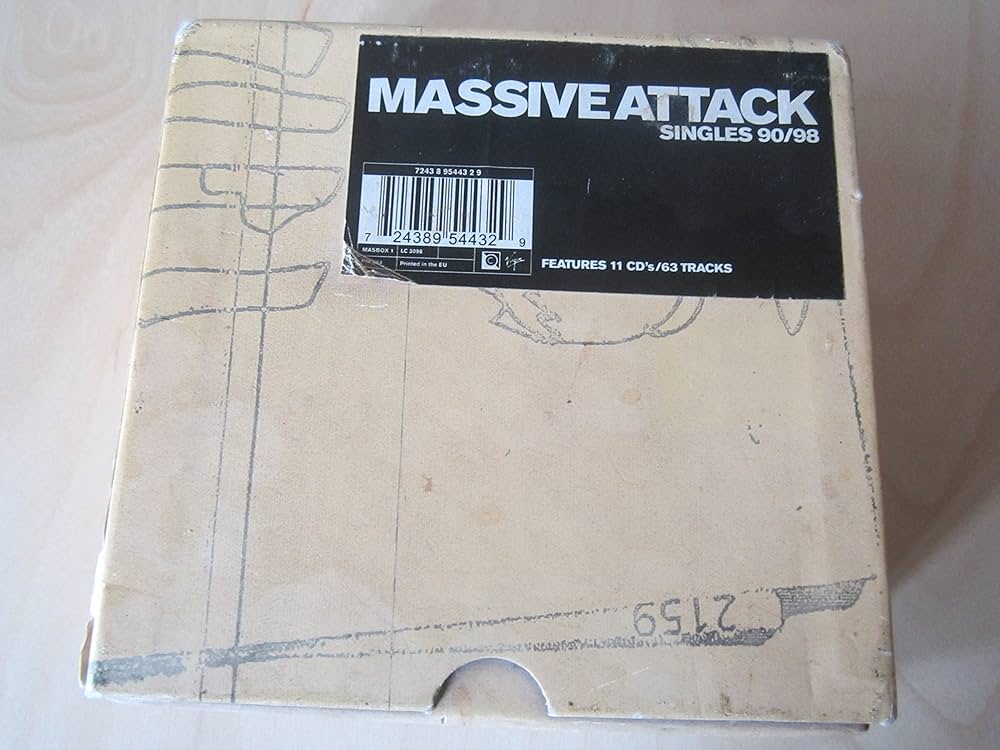 MASSIVE ATTACK
SINGLES 90/98
7243 8 95443 2 9
7 24389 54432 9
MASBOX 1 LC 3098
Printed in the EU
FEATURES 11 CD's/63 TRACKS
2159